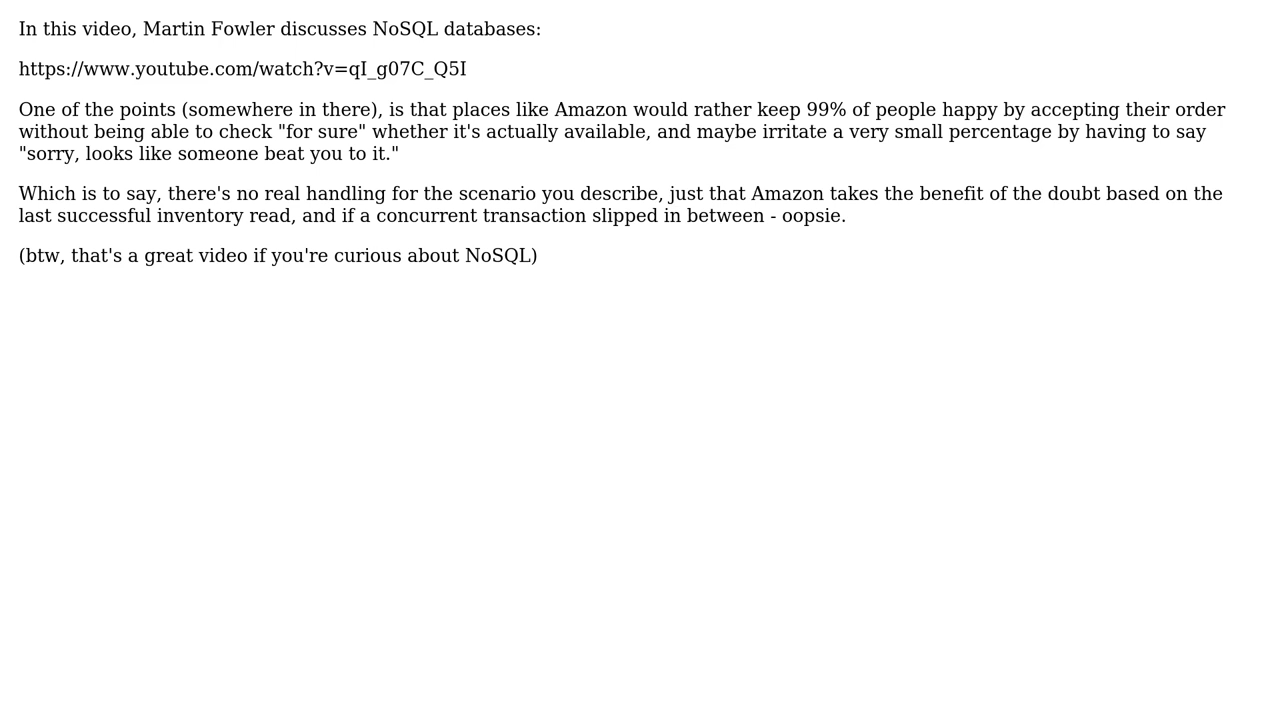 In this video, Martin Fowler discusses NoSQL databases:
https://www.youtube.com/watch?v=qI_g07C_Q5I
One of the points (somewhere in there), is that places like Amazon would rather keep 99% of people happy by accepting their order
without being able to check "for sure" whether it's actually available, and maybe irritate a very small percentage by having to say
"sorry, looks like someone beat you to it."
Which is to say, there's no real handling for the scenario you describe, just that Amazon takes the benefit of the doubt based on the
last successful inventory read, and if a concurrent transaction slipped in between - oopsie.
(btw, that's a great video if you're curious about NoSQL)